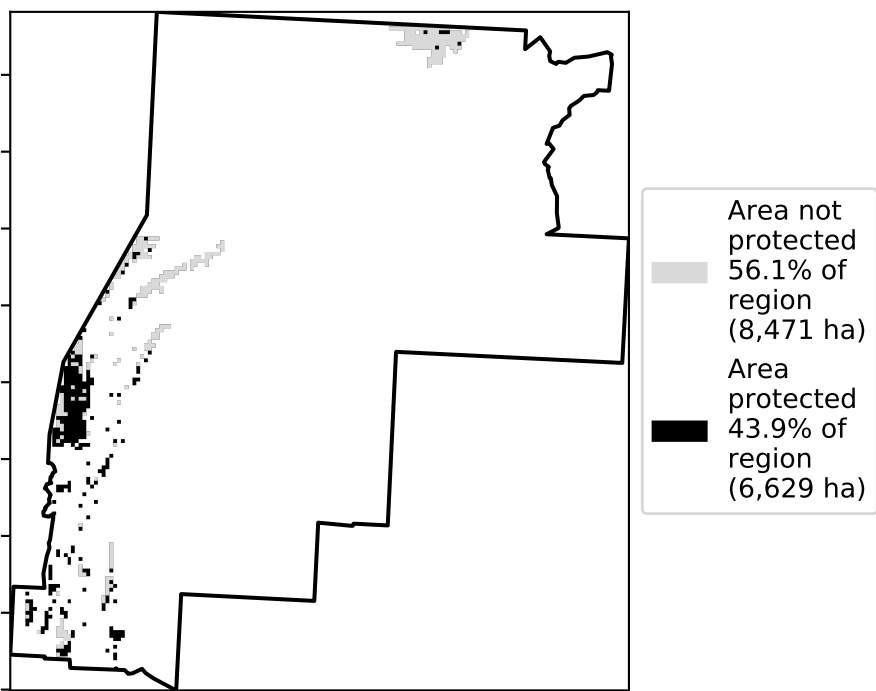 Area not
protected
56.1% of
region
(8,471 ha)
Area
protected
43.9% of
region
(6,629 ha)